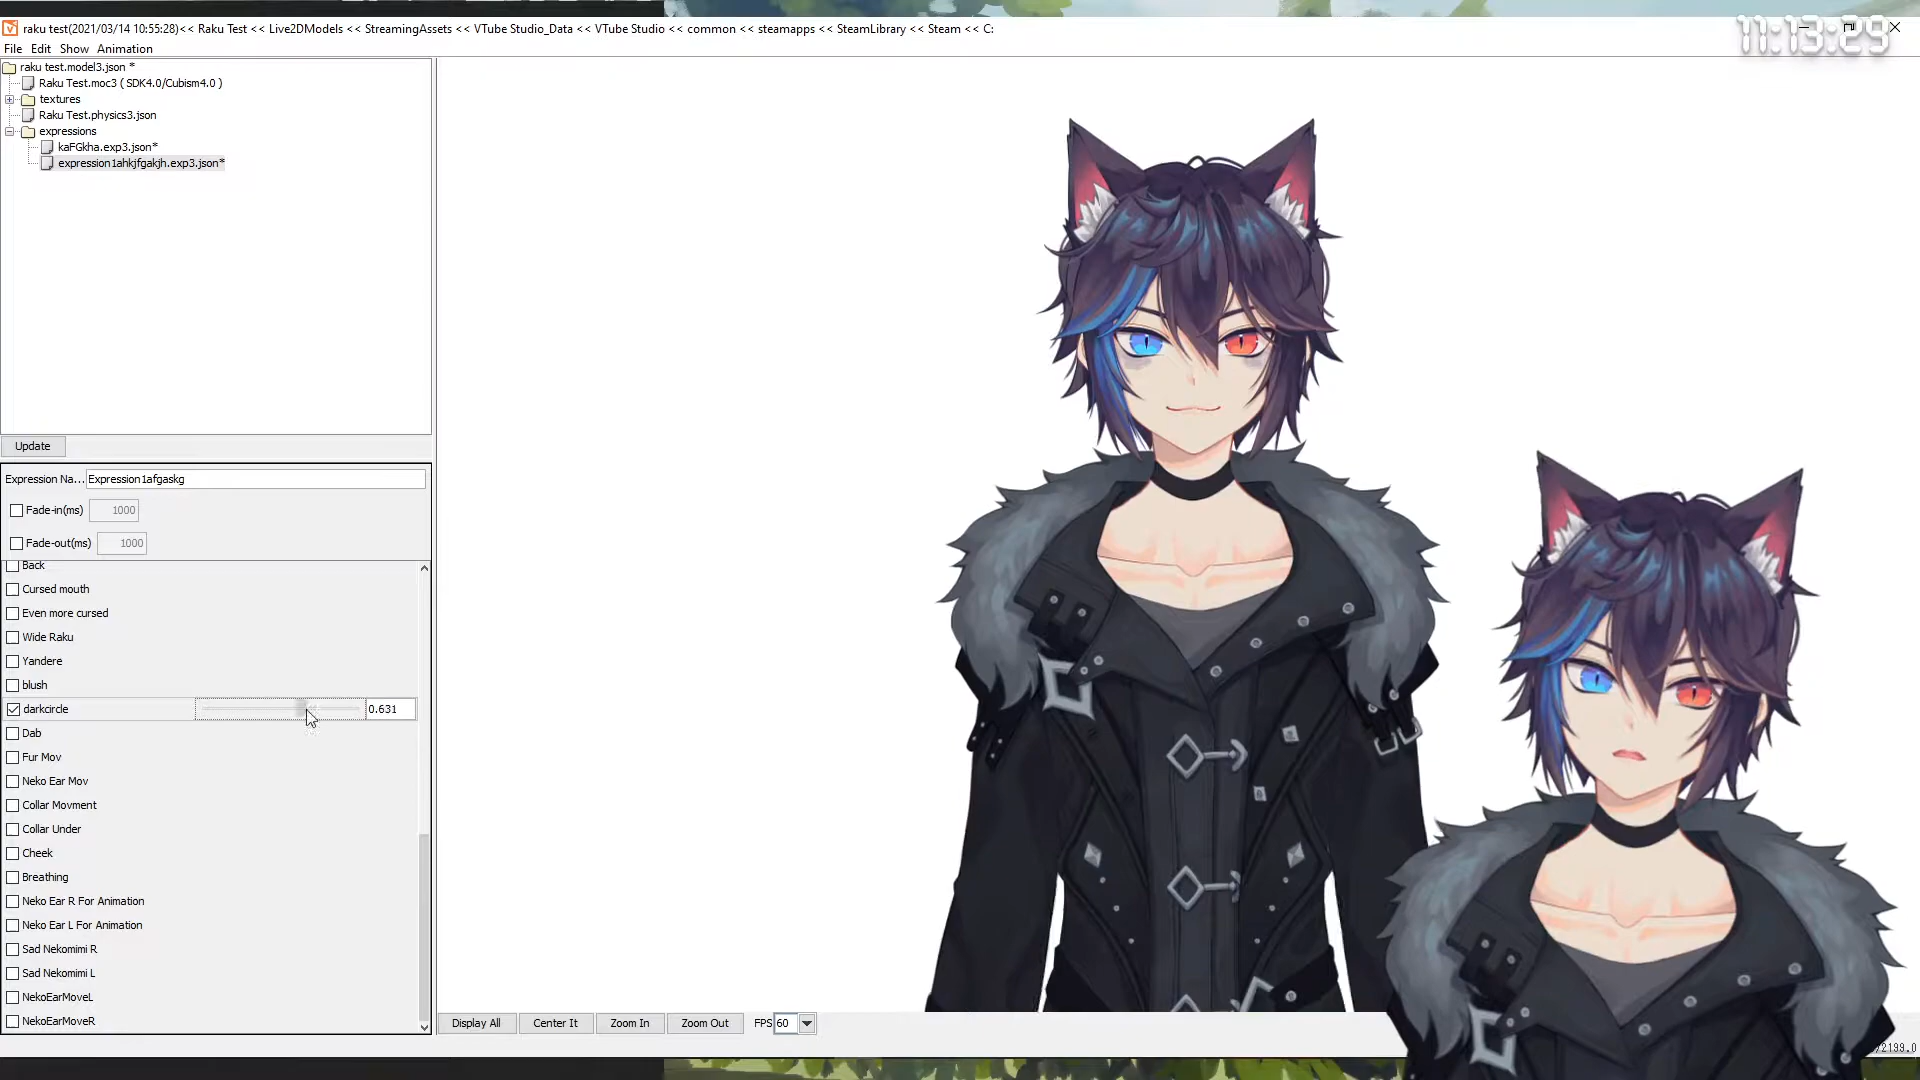 raku test(2021/03/14 10:55:28)<< Raku Test << Live2DModels << StreamingAssets << VTube Studio_Data << VTube Studio << common << steamapps << SteamLibrary << Steam << C:
11:13:29
File Edit Show Animation
raku test.model3.json *
Raku Test.moc3 ( SDK4.0/Cubism4.0 )
textures
Raku Test.physics3.json
expressions
kaFGkha.exp3.json*
expression1ahkjfgakjh.exp3.json*
Update
Expression Na... Expression1afgaskg
Fade-in(ms) 1000
Fade-out(ms) 1000
Back
Cursed mouth
Even more cursed
Wide Raku
Yandere
blush
darkcircle 0.631
Dab
Fur Mov
Neko Ear Mov
Collar Movment
Collar Under
Cheek
Breathing
Neko Ear R For Animation
Neko Ear L For Animation
Sad Nekomimi R
Sad Nekomimi L
NekoEarMoveL
NekoEarMoveR
Display All Center It Zoom In Zoom Out FPS 60
/2199.0